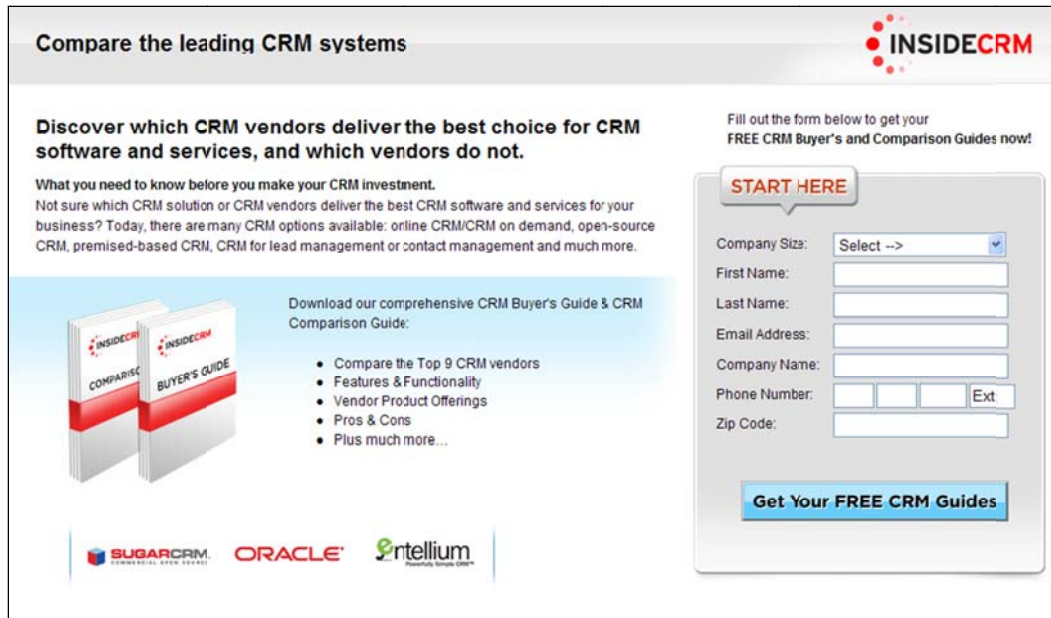 Compare the leading CRM systems
INSIDECRM
Discover which CRM vendors deliver the best choice for CRM
software and services, and which vendors do not.
What you need to know before you make your CRM investment.
Not sure which CRM solution or CRM vendors deliver the best CRM software and services for your
business? Today, there are many CRM options available: online CRM/CRM on demand, open-source
CRM, premised-based CRM, CRM for lead management or contact management and much more.
INSIDECRM
COMPARISO
INSIDECRM
BUYER'S GUIDE
Download our comprehensive CRM Buyer's Guide & CRM
Comparison Guide:
• Compare the Top 9 CRM vendors
• Features & Functionality
• Vendor Product Offerings
• Pros & Cons
• Plus much more...
SUGARCRM.
COMMERCIAL OPEN SOURCE
ORACLE
entellium
Powerfully Simple CRM™
Fill out the form below to get your
FREE CRM Buyer's and Comparison Guides now!
START HERE
Company Size: Select -->
First Name:
Last Name:
Email Address:
Company Name:
Phone Number: Ext
Zip Code:
Get Your FREE CRM Guides